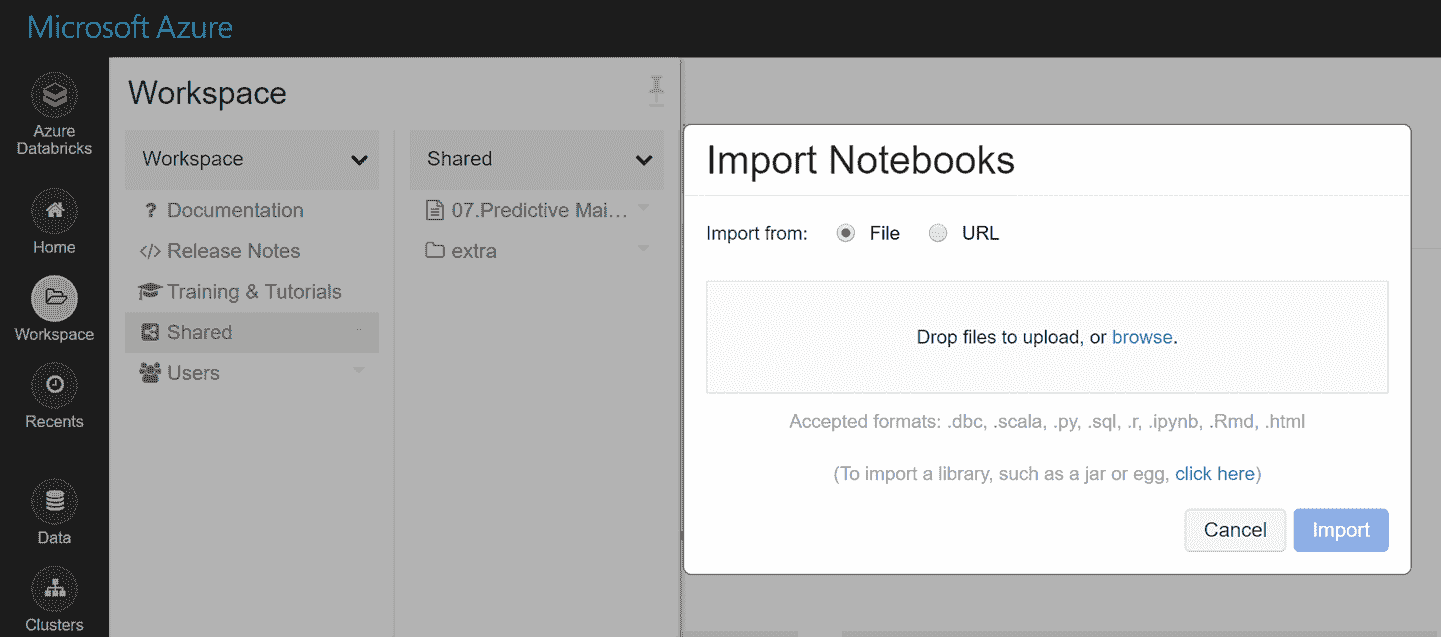 Microsoft Azure
Azure
Databricks
Home
Workspace
Recents
Data
Clusters
Workspace
Workspace
Documentation
Release Notes
Training & Tutorials
Shared
Users
Shared
07.Predictive Mai...
extra
Import Notebooks
Import from: File URL
Drop files to upload, or browse.
Accepted formats: .dbc, .scala, .py, .sql, .r, .ipynb, .Rmd, .html
(To import a library, such as a jar or egg, click here)
Cancel Import